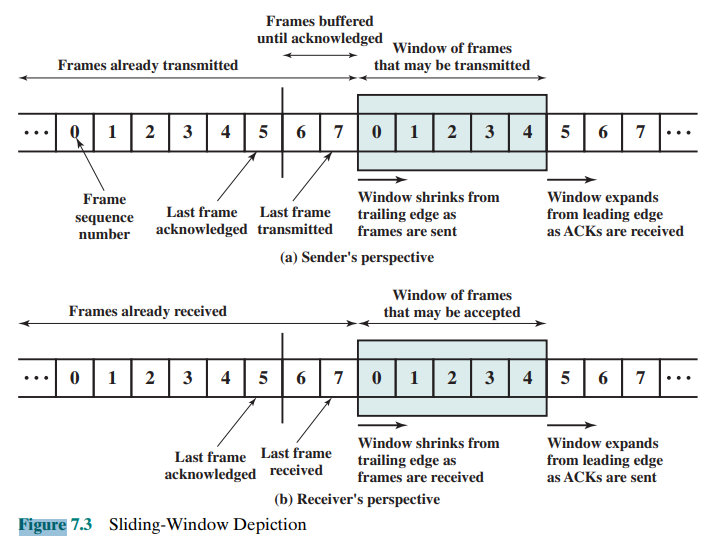 Frames buffered
until acknowledged
Window of frames
that may be transmitted
Frames already transmitted
••• 0 1 2 3 4 5 6 7 0 1 2 3 4 5 6 7 •••
Frame
sequence
number
Last frame
acknowledged
Last frame
transmitted
Window shrinks from
trailing edge as
frames are sent
Window expands
from leading edge
as ACKs are received
(a) Sender's perspective
Window of frames
that may be accepted
Frames already received
••• 0 1 2 3 4 5 6 7 0 1 2 3 4 5 6 7 •••
Last frame
acknowledged
Last frame
received
Window shrinks from
trailing edge as
frames are received
Window expands
from leading edge
as ACKs are sent
(b) Receiver's perspective
Figure 7.3 Sliding-Window Depiction